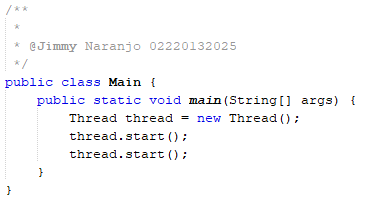 /**
 *
 * @Jimmy Naranjo 02220132025
 */
public class Main {
    public static void main(String[] args) {
        Thread thread = new Thread();
        thread.start();
        thread.start();
    }
}